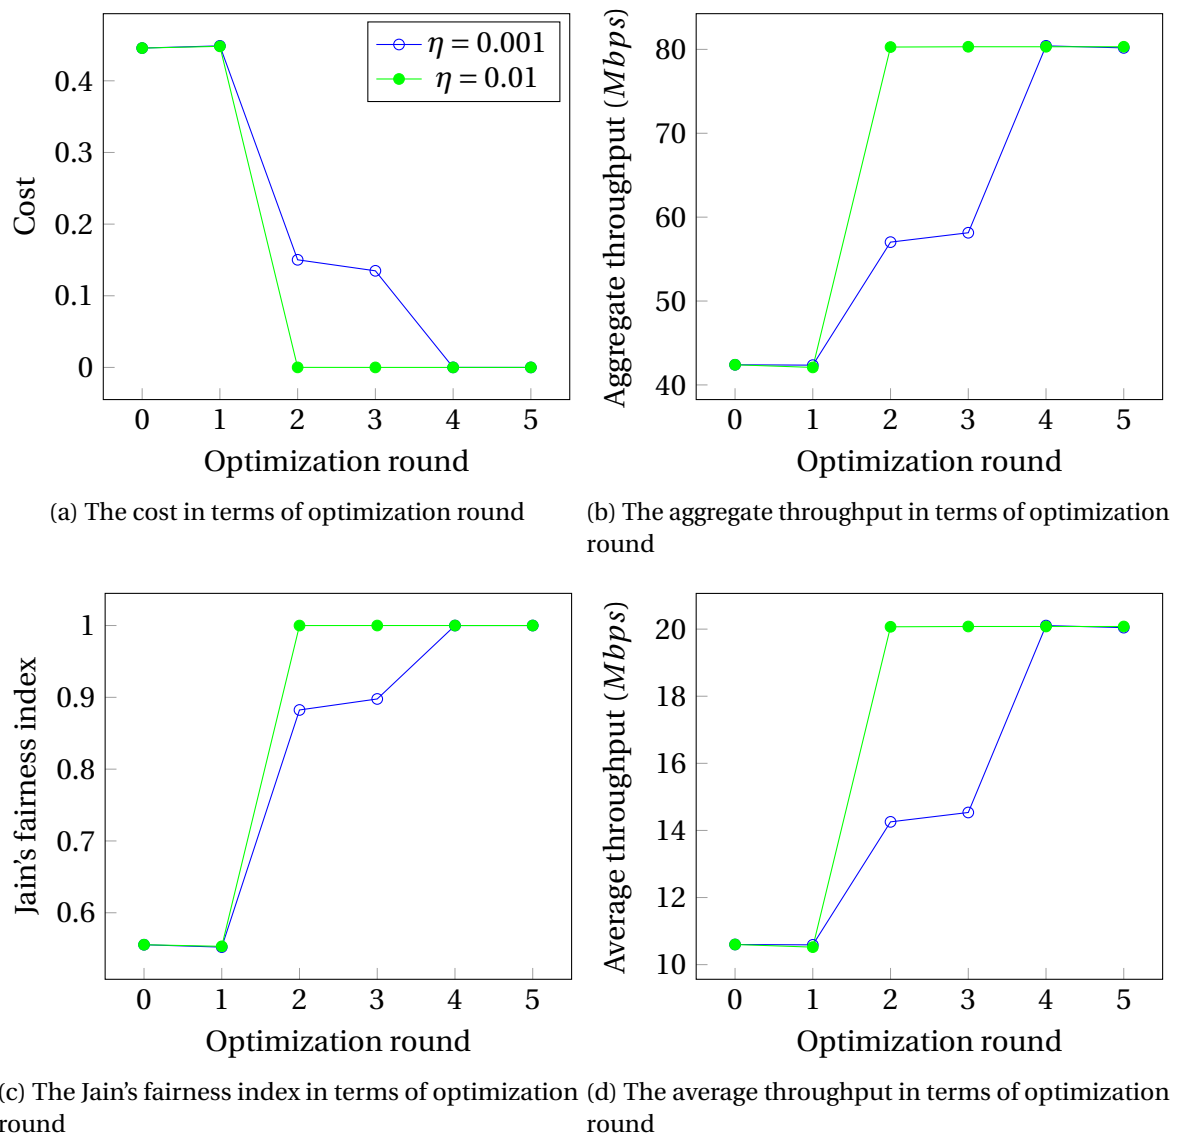 η = 0.001
η = 0.01
Cost
0.4
0.3
0.2
0.1
0
0 1 2 3 4 5
Optimization round
(a) The cost in terms of optimization round
Aggregate throughput (Mbps)
80
70
60
50
40
0 1 2 3 4 5
Optimization round
(b) The aggregate throughput in terms of optimization
round
Jain's fairness index
1
0.9
0.8
0.7
0.6
0 1 2 3 4 5
Optimization round
(c) The Jain's fairness index in terms of optimization
round
Average throughput (Mbps)
20
18
16
14
12
10
0 1 2 3 4 5
Optimization round
(d) The average throughput in terms of optimization
round